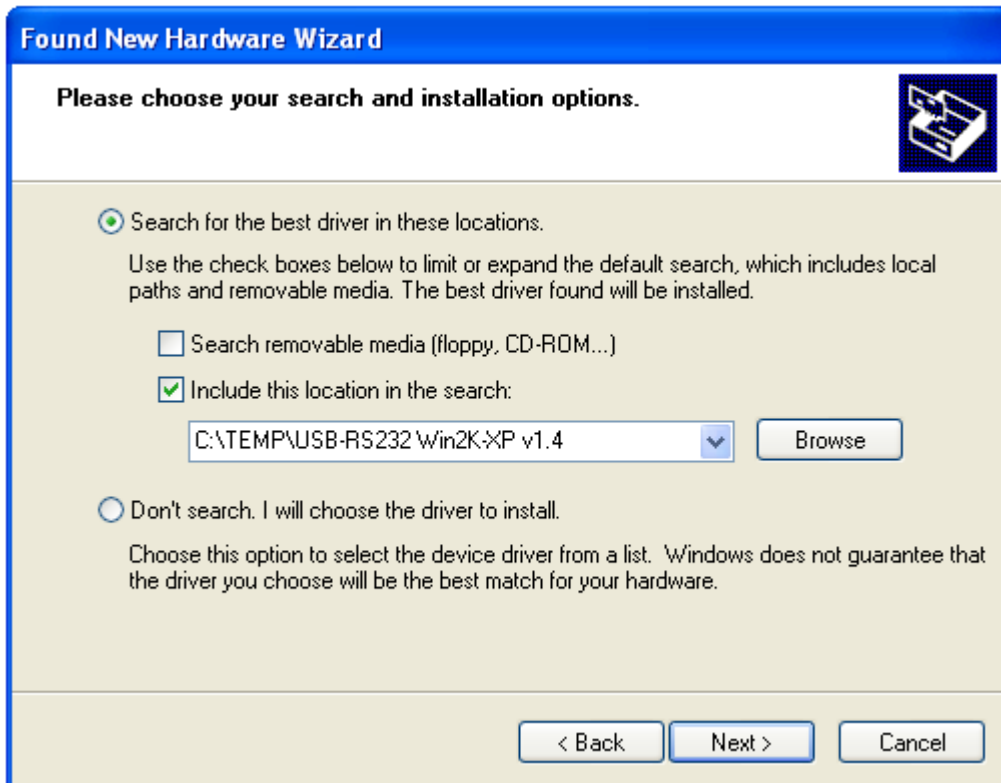 Found New Hardware Wizard
Please choose your search and installation options.
Search for the best driver in these locations.
Use the check boxes below to limit or expand the default search, which includes local
paths and removable media. The best driver found will be installed.
Search removable media (floppy, CD-ROM...)
Include this location in the search:
C:\TEMP\USB-RS232 Win2K-XP v1.4
Browse
Don't search. I will choose the driver to install.
Choose this option to select the device driver from a list.  Windows does not guarantee that
the driver you choose will be the best match for your hardware.
< Back
Next >
Cancel